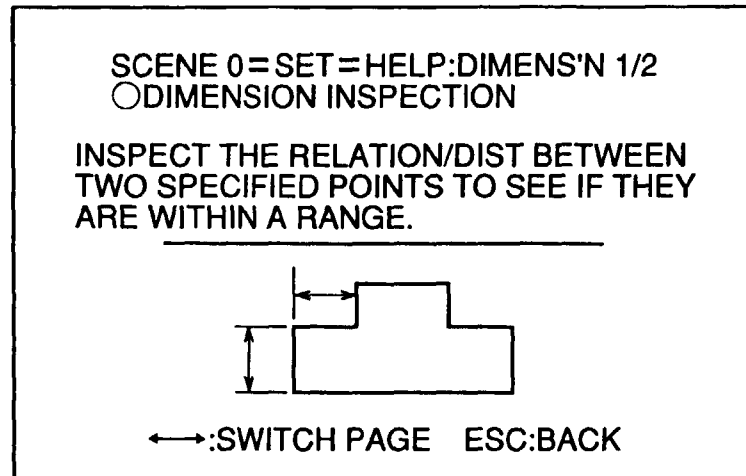 SCENE 0=SET=HELP:DIMENS'N 1/2
○DIMENSION INSPECTION
INSPECT THE RELATION/DIST BETWEEN
TWO SPECIFIED POINTS TO SEE IF THEY
ARE WITHIN A RANGE.
←→:SWITCH PAGE ESC:BACK